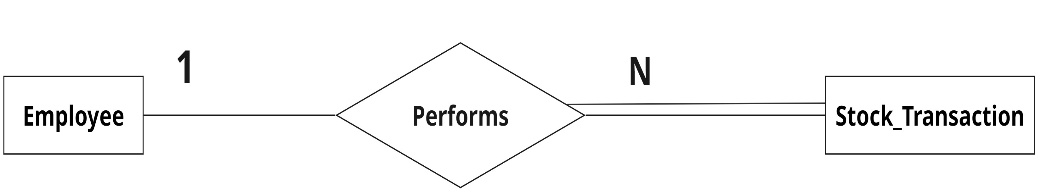 1
N
Employee
Performs
Stock_Transaction